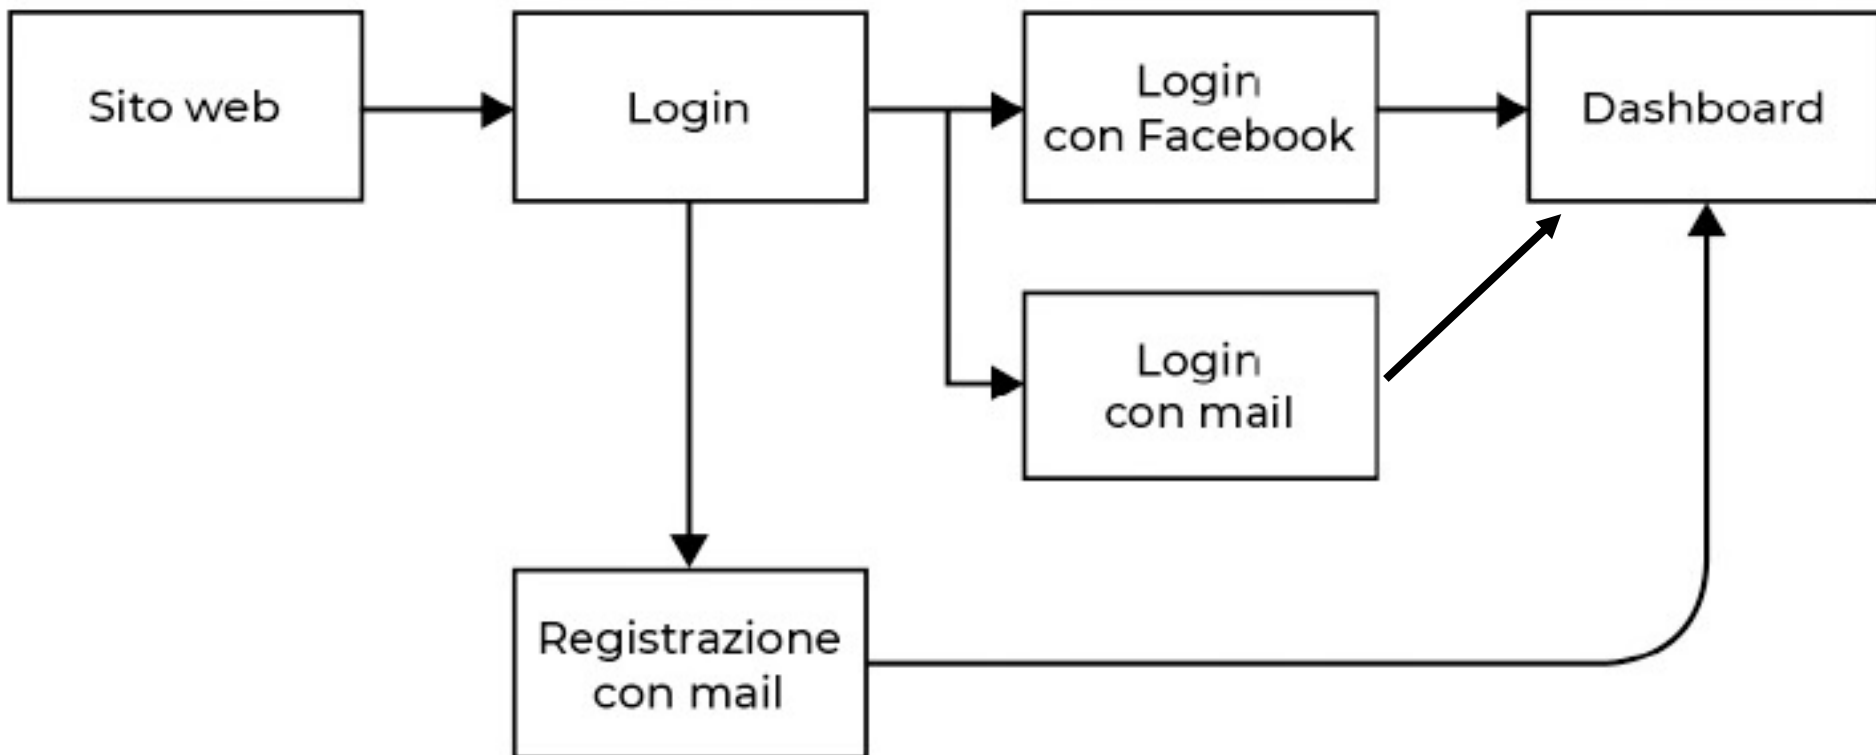 Sito web
Login
Login
con Facebook
Dashboard
Login
con mail
Registrazione
con mail